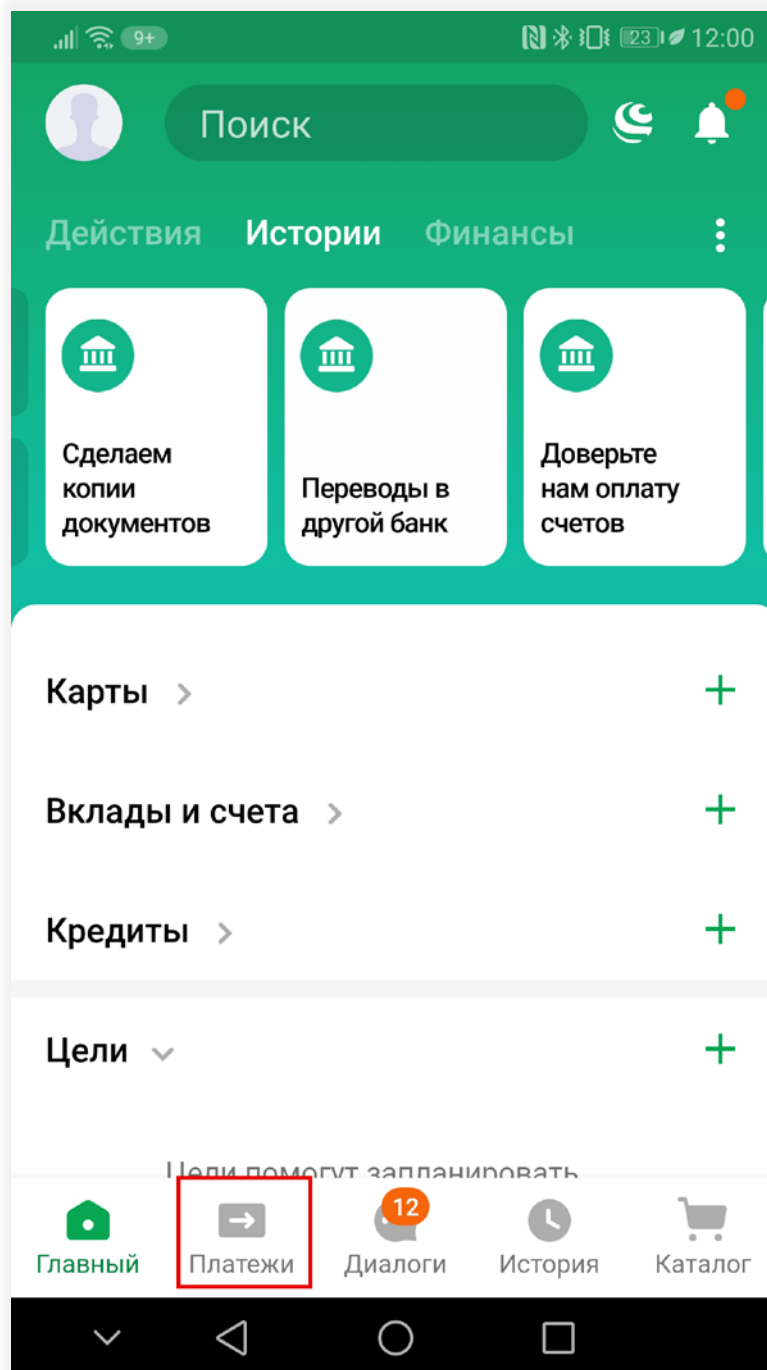 9+ 23 12:00
Поиск
Действия Истории Финансы
Сделаем
копии
документов
Переводы в
другой банк
Доверьте
нам оплату
счетов
Карты
Вклады и счета
Кредиты
Цели
Цели помогут запланировать
12
Главный Платежи Диалоги История Каталог